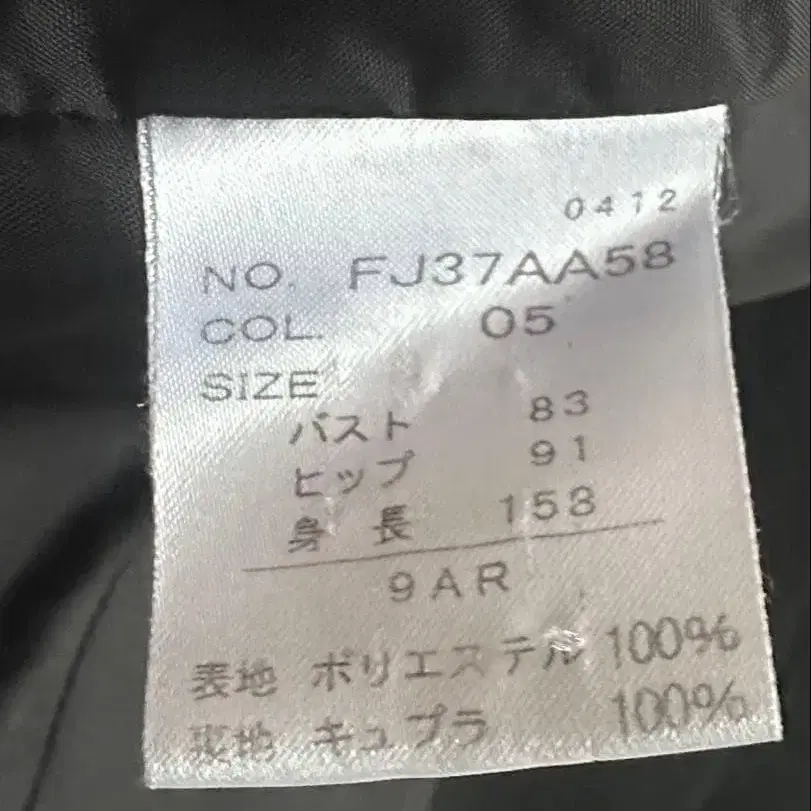 0412
NO. FJ37AA58
COL. 05
SIZE
バスト 83
ヒップ 91
身長 158
9AR
表地 ポリエステル 100%
裏地 キュプラ 100%